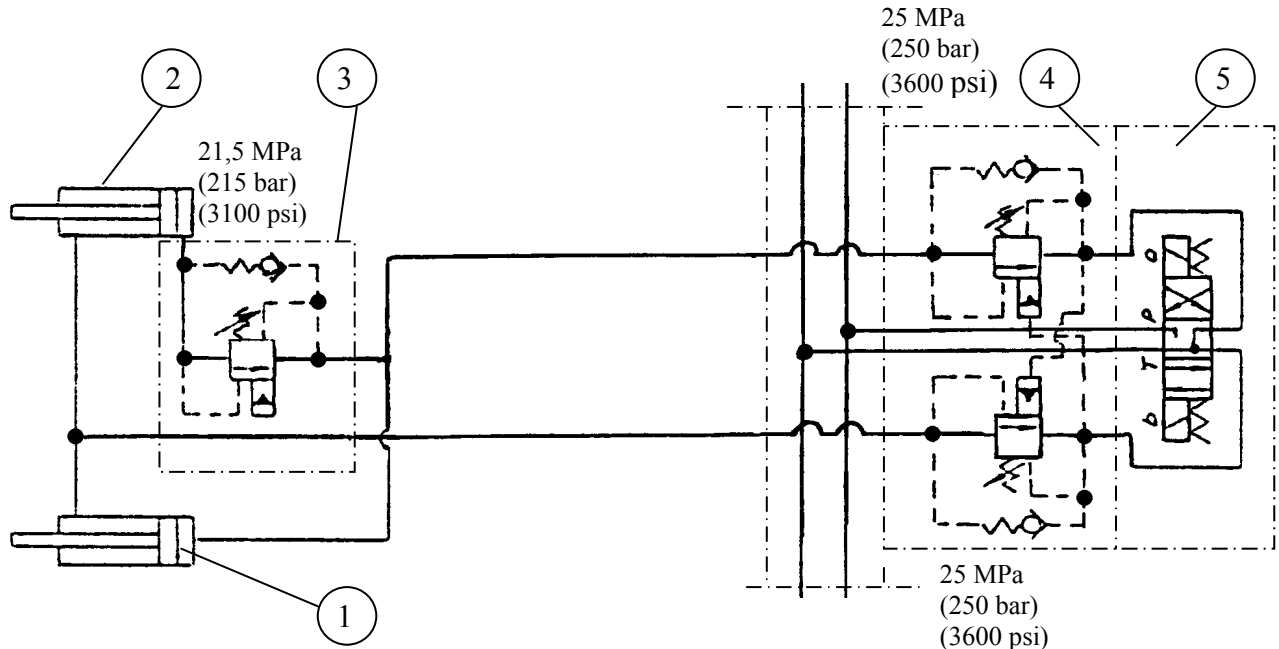 25 MPa
(250 bar)
(3600 psi)
2
3
4
5
21,5 MPa
(215 bar)
(3100 psi)
a
P
T
b
25 MPa
(250 bar)
(3600 psi)
1